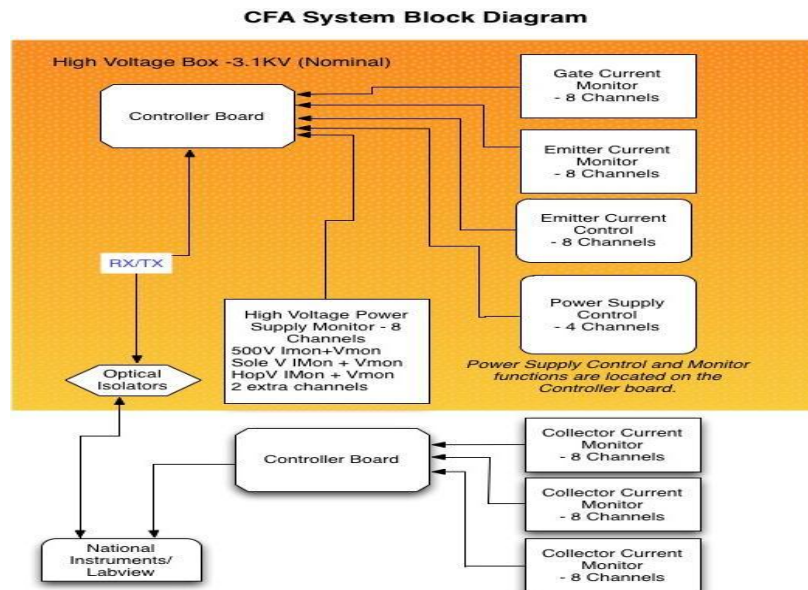 CFA System Block Diagram
High Voltage Box -3.1KV (Nominal)
Controller Board
Gate Current
Monitor
- 8 Channels
Emitter Current
Monitor
- 8 Channels
Emitter Current
Control
- 8 Channels
RX/TX
Power Supply
Control
- 4 Channels
High Voltage Power
Supply Monitor - 8
Channels
500V Imon+Vmon
Sole V IMon + Vmon
HopV IMon + Vmon
2 extra channels
Optical
Isolators
Power Supply Control and Monitor
functions are located on the
Controller board.
Controller Board
Collector Current
Monitor
- 8 Channels
Collector Current
Monitor
- 8 Channels
Collector Current
Monitor
- 8 Channels
National
Instruments/
Labview